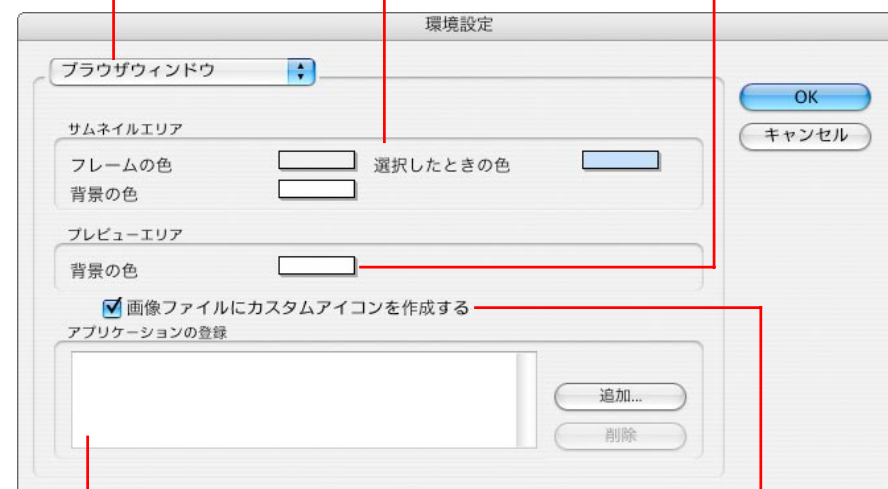 環境設定
ブラウザウィンドウ
OK
キャンセル
サムネイルエリア
フレームの色 選択したときの色
背景の色
プレビューエリア
背景の色
画像ファイルにカスタムアイコンを作成する
アプリケーションの登録
追加...
削除